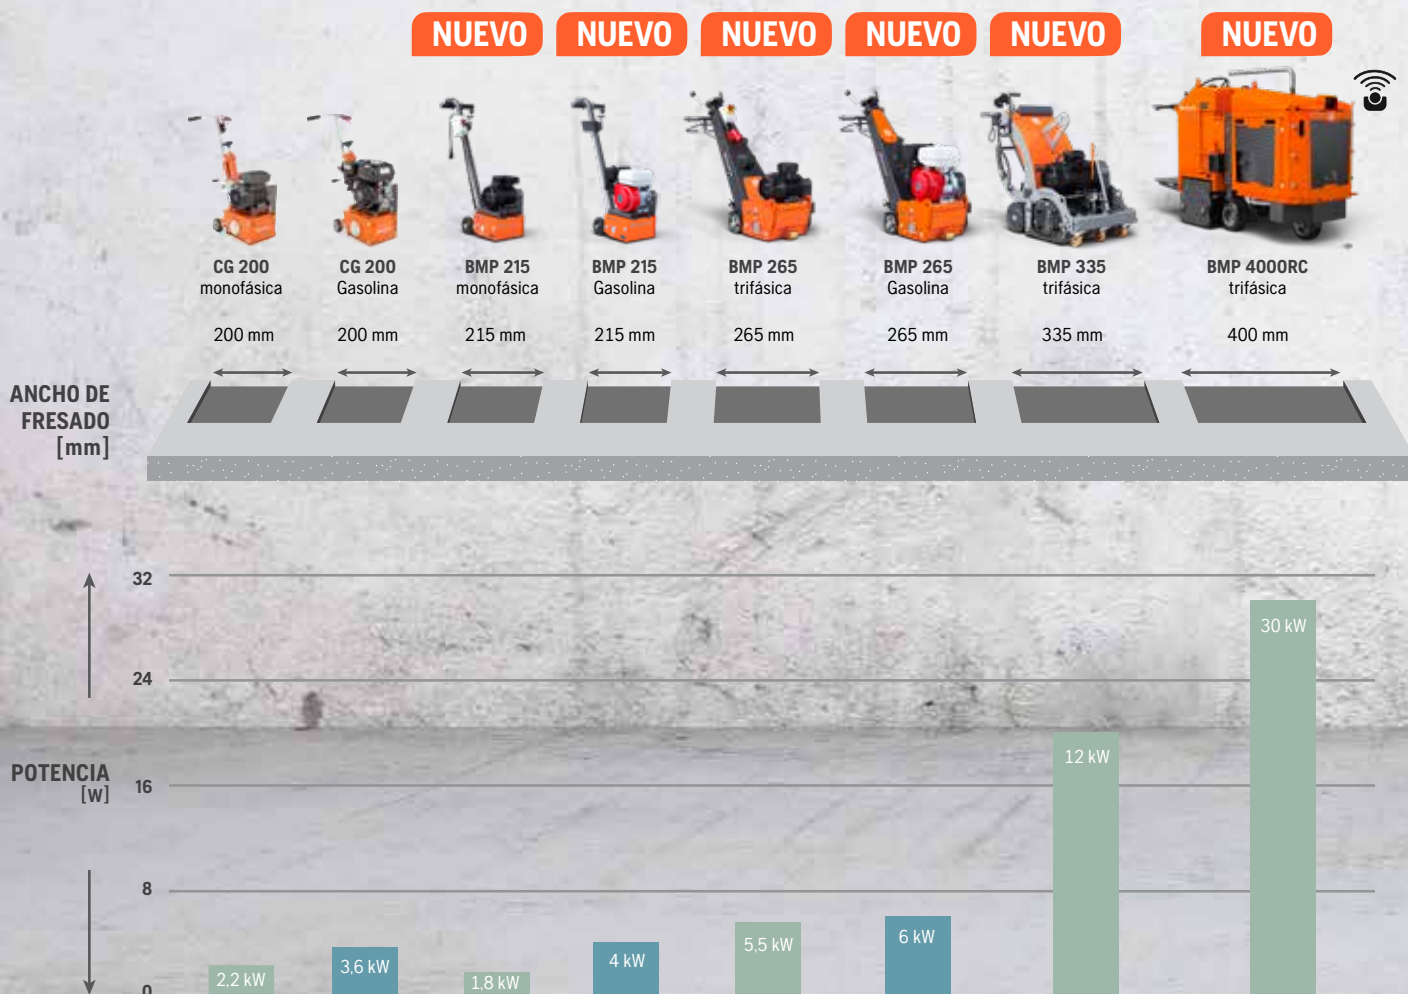 NUEVO NUEVO NUEVO NUEVO NUEVO NUEVO
CG 200 CG 200 BMP 215 BMP 215 BMP 265 BMP 265 BMP 335 BMP 4000RC
monofásica Gasolina monofásica Gasolina trifásica Gasolina trifásica trifásica
200 mm 200 mm 215 mm 215 mm 265 mm 265 mm 335 mm 400 mm
ANCHO DE
FRESADO
[mm]
32
30 kW
24
12 kW
POTENCIA
[W]
16
8
6 kW
5,5 kW
4 kW
3,6 kW
2,2 kW
1,8 kW
0